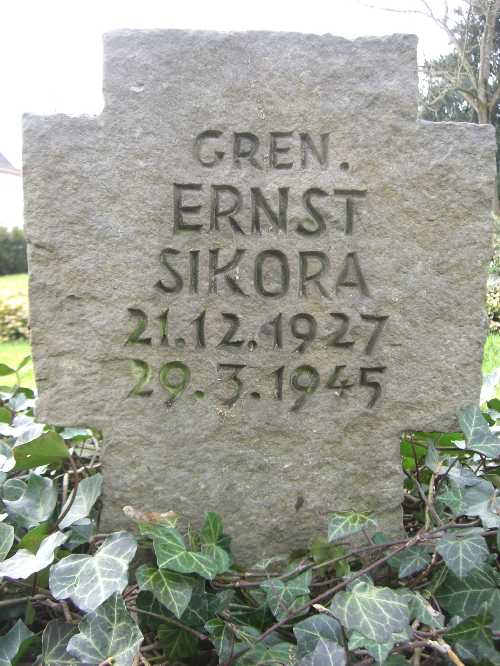 GREN.
ERNST
SIKORA
21.12.1927
29.3.1945